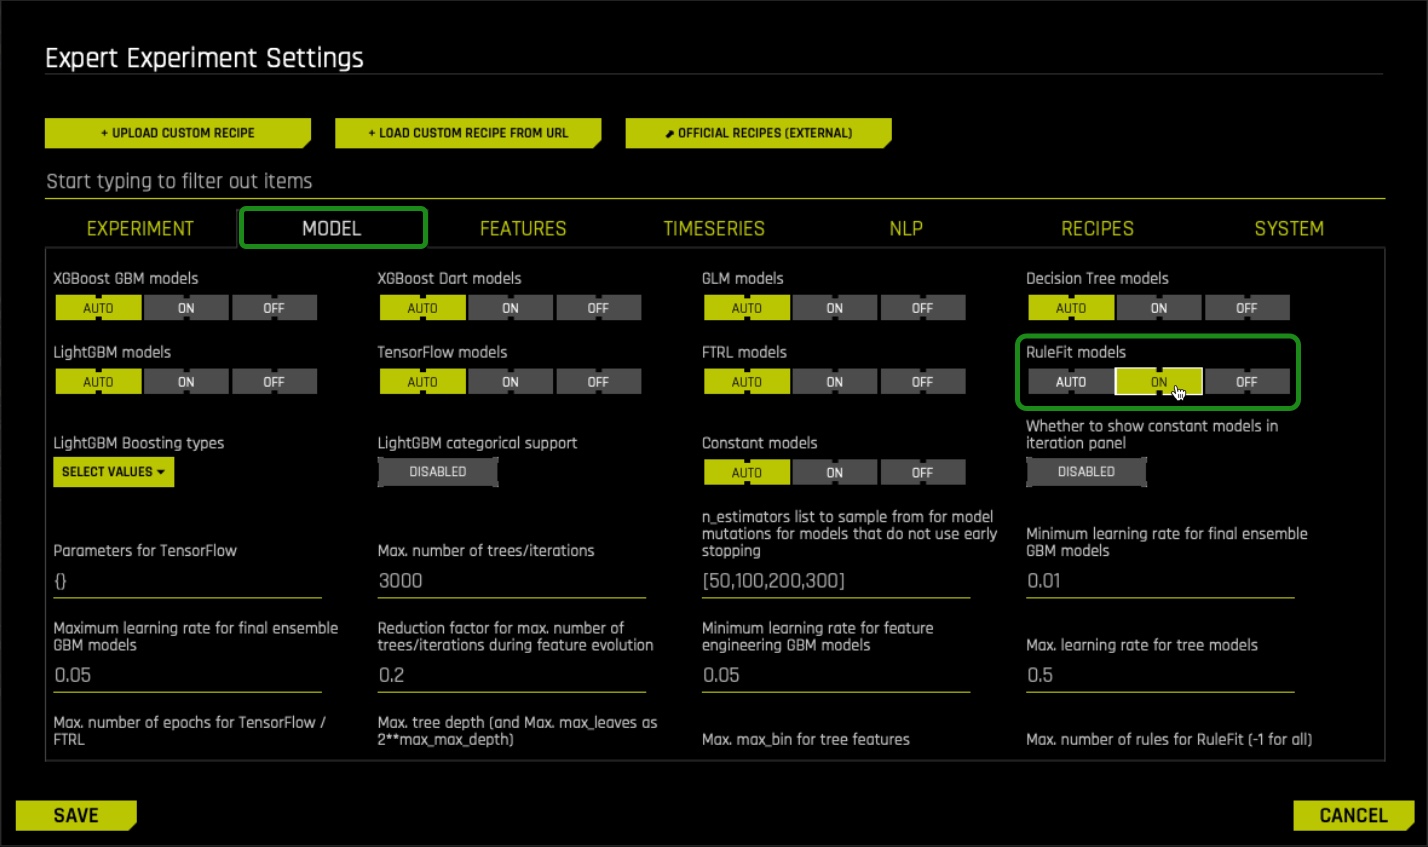 Expert Experiment Settings
+ UPLOAD CUSTOM RECIPE
+ LOAD CUSTOM RECIPE FROM URL
OFFICIAL RECIPES (EXTERNAL)
Start typing to filter out items
EXPERIMENT
MODEL
FEATURES
TIMESERIES
NLP
RECIPES
SYSTEM
XGBoost GBM models
AUTO ON OFF
XGBoost Dart models
AUTO ON OFF
GLM models
AUTO ON OFF
Decision Tree models
AUTO ON OFF
LightGBM models
AUTO ON OFF
TensorFlow models
AUTO ON OFF
FTRL models
AUTO ON OFF
RuleFit models
AUTO ON OFF
LightGBM Boosting types
SELECT VALUES
LightGBM categorical support
DISABLED
Constant models
AUTO ON OFF
Whether to show constant models in
iteration panel
DISABLED
Parameters for TensorFlow
{}
Max. number of trees/iterations
3000
n_estimators list to sample from for model
mutations for models that do not use early
stopping
[50,100,200,300]
Minimum learning rate for final ensemble
GBM models
0.01
Maximum learning rate for final ensemble
GBM models
0.05
Reduction factor for max. number of
trees/iterations during feature evolution
0.2
Minimum learning rate for feature
engineering GBM models
0.05
Max. learning rate for tree models
0.5
Max. number of epochs for TensorFlow /
FTRL
Max. tree depth (and Max. max_leaves as
2**max_max_depth)
Max. max_bin for tree features
Max. number of rules for RuleFit (-1 for all)
SAVE
CANCEL